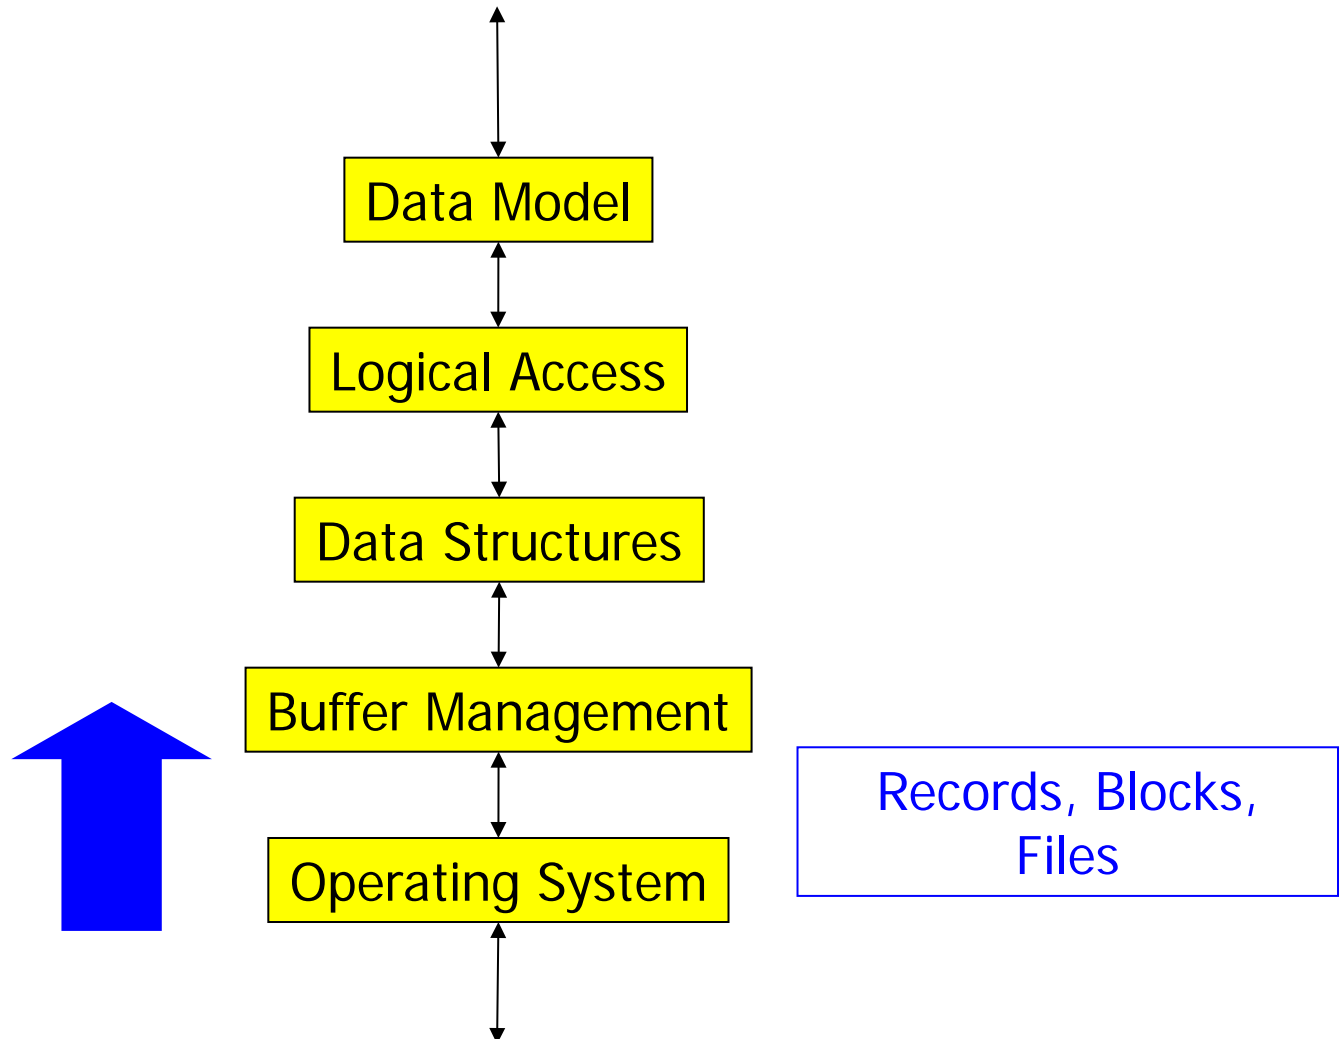 Data Model
Logical Access
Data Structures
Buffer Management
Records, Blocks,
Files
Operating System